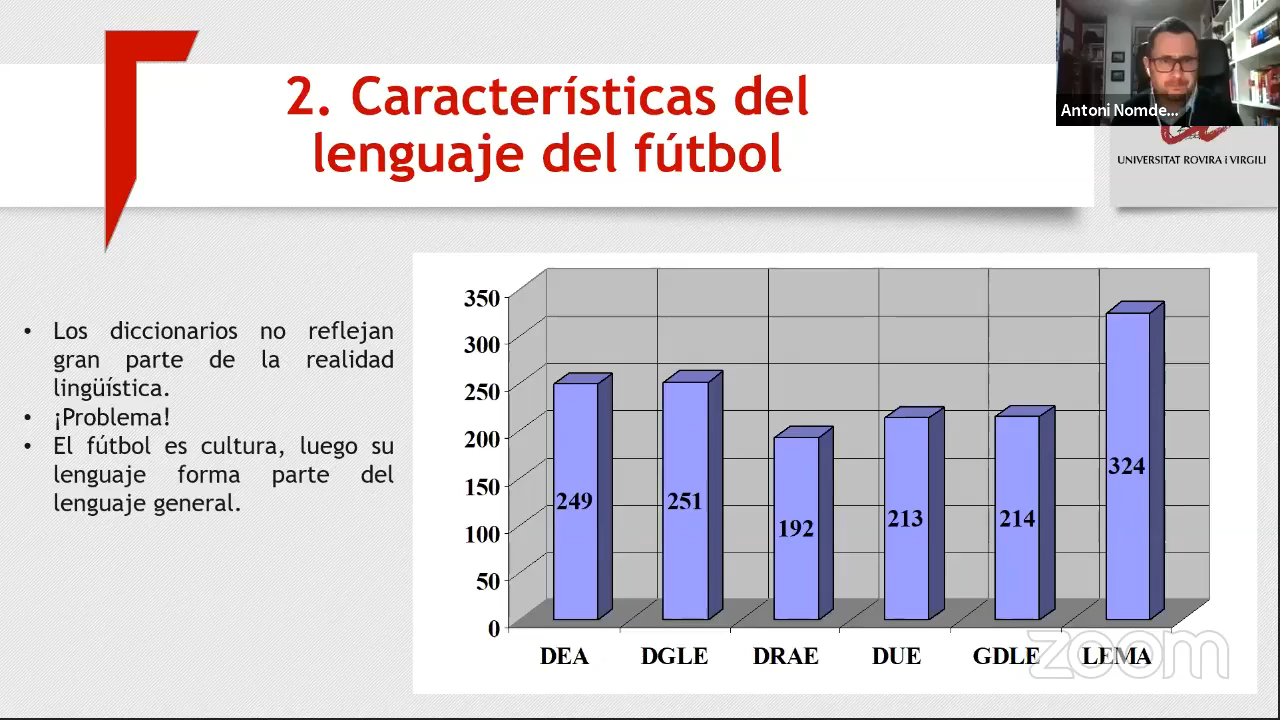 2. Características del
lenguaje del fútbol
Antoni Nomde...
UNIVERSITAT ROVIRA i VIRGILI
• Los diccionarios no reflejan
gran parte de la realidad
lingüística.
• ¡Problema!
• El fútbol es cultura, luego su
lenguaje forma parte del
lenguaje general.
350
300
250
200
150
100
50
0
249
251
192
213
214
324
DEA
DGLE
DRAE
DUE
GDLE
LEMA
zoom